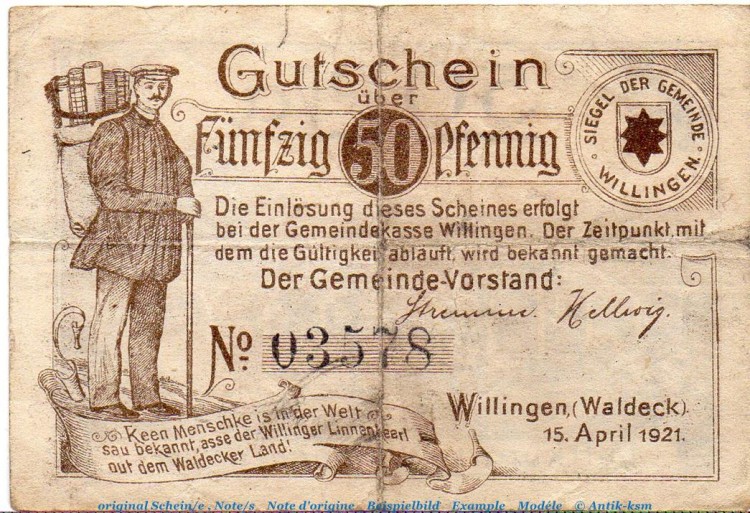 Gutschein
über
Fünfzig 50 Pfennig
SIEGEL DER GEMEINDE WILLINGEN.
Die Einlösung dieses Scheines erfolgt
bei der Gemeindekasse Willingen. Der Zeitpunkt, mit
dem die Gültigkeit abläuft, wird bekannt gemacht.
Der Gemeinde-Vorstand:
Hellwig.
No 03578
Keen Menschke is in der Welt
sau bekannt, asse der Willinger Linnenkearl
out dem Waldecker Land!
Willingen, (Waldeck).
15. April 1921.
original Schein/e . Note/s Note d'origine Beispielbild Example Modéle © Antik-ksm